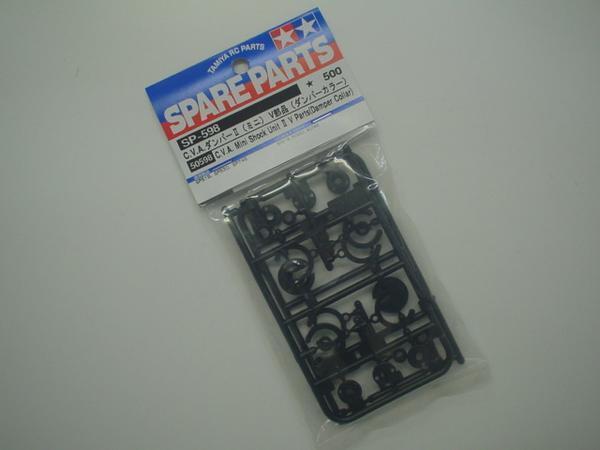 TAMIYA RC PARTS
SPARE PARTS
SP-598
★ 500
C.V.A.ダンパーⅡ(ミニ) V部品(ダンパーカラー)
50598 C.V.A. Mini Shock Unit Ⅱ V Parts(Damper Collar)